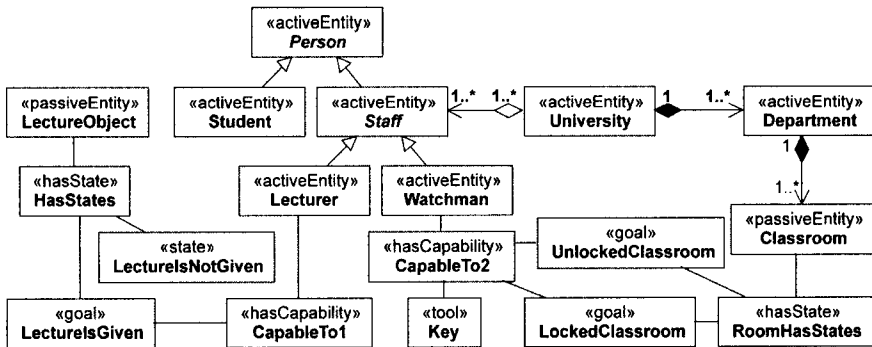 «activeEntity»
Person
«passiveEntity»
LectureObject
«activeEntity»
Student
«activeEntity»
Staff
1..*
1..*
«activeEntity»
University
1
1..*
«activeEntity»
Department
1
1..*
«hasState»
HasStates
«activeEntity»
Lecturer
«activeEntity»
Watchman
«passiveEntity»
Classroom
«state»
LectureIsNotGiven
«hasCapability»
CapableTo2
«goal»
UnlockedClassroom
«goal»
LectureIsGiven
«hasCapability»
CapableTo1
«tool»
Key
«goal»
LockedClassroom
«hasState»
RoomHasStates